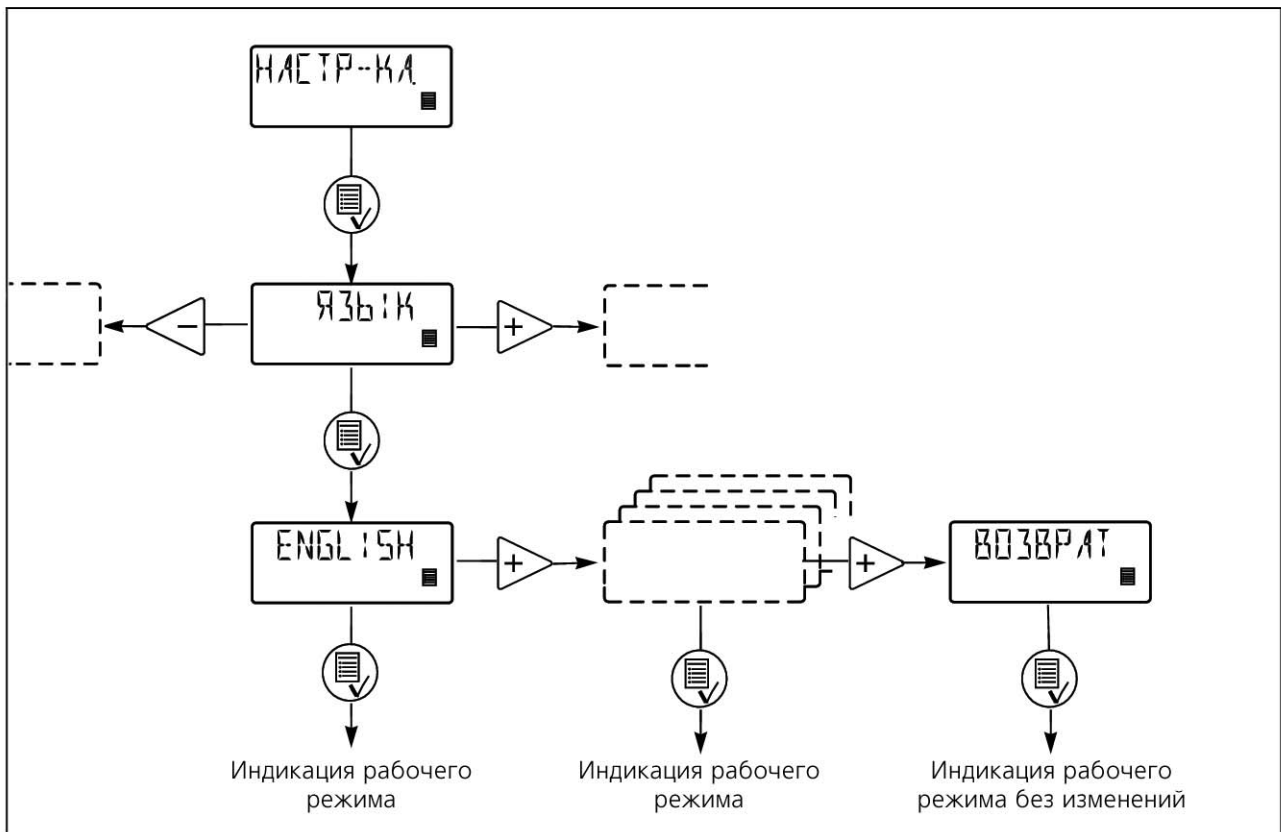 НАСТР-КА.
- ЯЗЫК +
ENGLISH + + ВОЗВРАТ
Индикация рабочего
режима
Индикация рабочего
режима
Индикация рабочего
режима без изменений